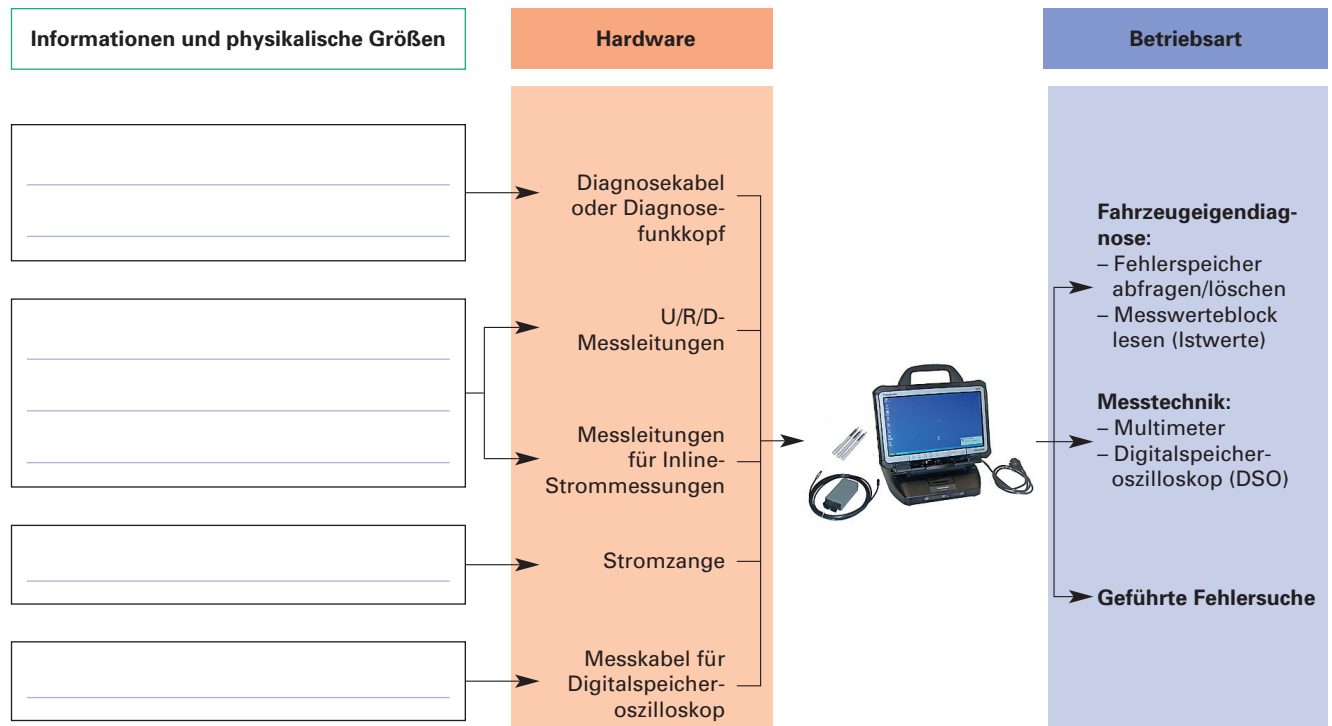 Informationen und physikalische Größen
Hardware
Betriebsart
Diagnosekabel
oder Diagnose-
funkkopf
U/R/D-
Messleitungen
Messleitungen
für Inline-
Strommessungen
Stromzange
Messkabel für
Digitalspeicher-
oszilloskop
Fahrzeugeigendiag-
nose:
– Fehlerspeicher
abfragen/löschen
– Messwerteblock
lesen (Istwerte)
Messtechnik:
– Multimeter
– Digitalspeicher-
oszilloskop (DSO)
Geführte Fehlersuche